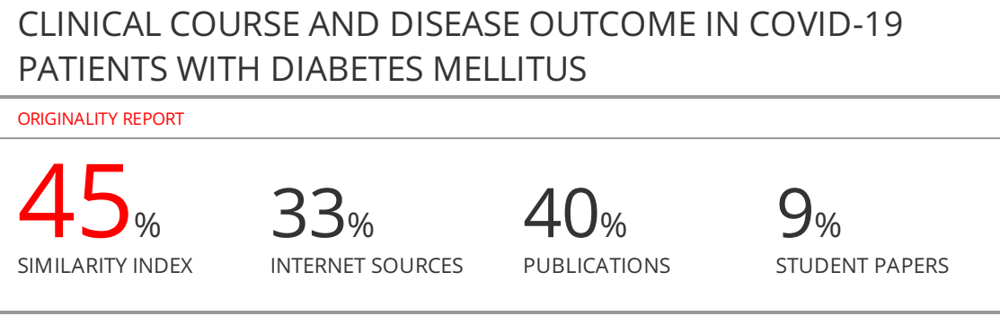 CLINICAL COURSE AND DISEASE OUTCOME IN COVID-19
PATIENTS WITH DIABETES MELLITUS
ORIGINALITY REPORT
45% 33% 40% 9%
SIMILARITY INDEX INTERNET SOURCES PUBLICATIONS STUDENT PAPERS